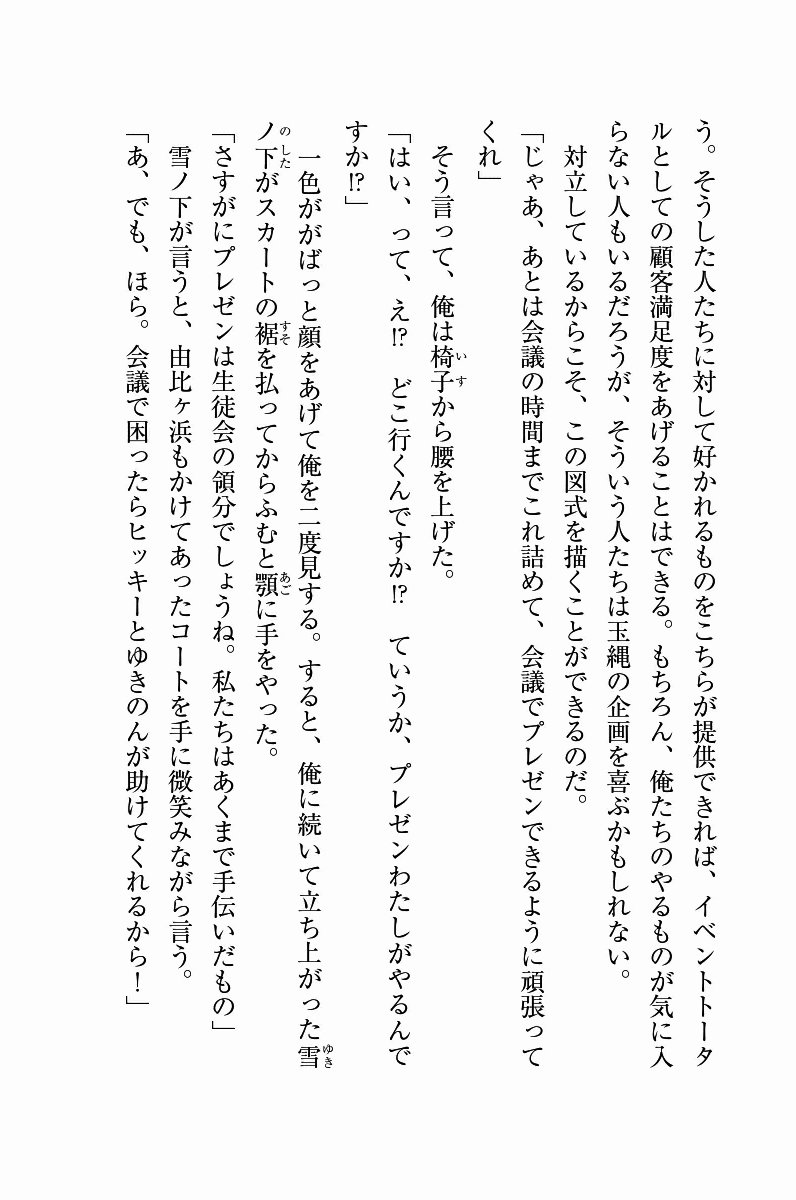 う。そうした人たちに対して好かれるものをこちらが提供できれば、イベントトータ
ルとしての顧客満足度をあげることはできる。もちろん、俺たちのやるものが気に入
らない人もいるだろうが、そういう人たちは玉縄の企画を喜ぶかもしれない。
対立しているからこそ、この図式を描くことができるのだ。
「じゃあ、あとは会議の時間までこれ詰めて、会議でプレゼンできるように頑張って
くれ」
そう言って、俺は椅子から腰を上げた。
「はい、って、え!?　どこ行くんですか!?　ていうか、プレゼンわたしがやるんで
すか!?」
一色ががばっと顔をあげて俺を二度見する。すると、俺に続いて立ち上がった雪
ノ下がスカートの裾を払ってからふむと顎に手をやった。
「さすがにプレゼンは生徒会の領分でしょうね。私たちはあくまで手伝いだもの」
雪ノ下が言うと、由比ヶ浜もかけてあったコートを手に微笑みながら言う。
「あ、でも、ほら。会議で困ったらヒッキーとゆきのんが助けてくれるから！」